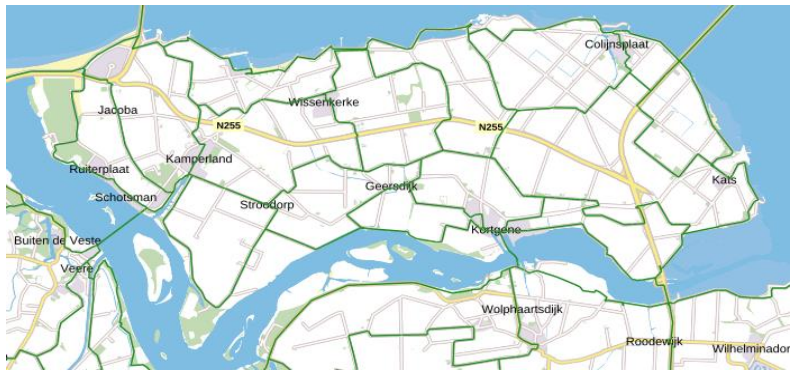 Colijnsplaat
Wissenkerke
Jacoba
N255
N255
Kamperland
Ruiterplaat
Geersdijk
Kats
Schotsman
Stroodorp
Kortgene
Buiten de Veste
Veere
Wolphaartsdijk
Roodewijk
Wilhelminador